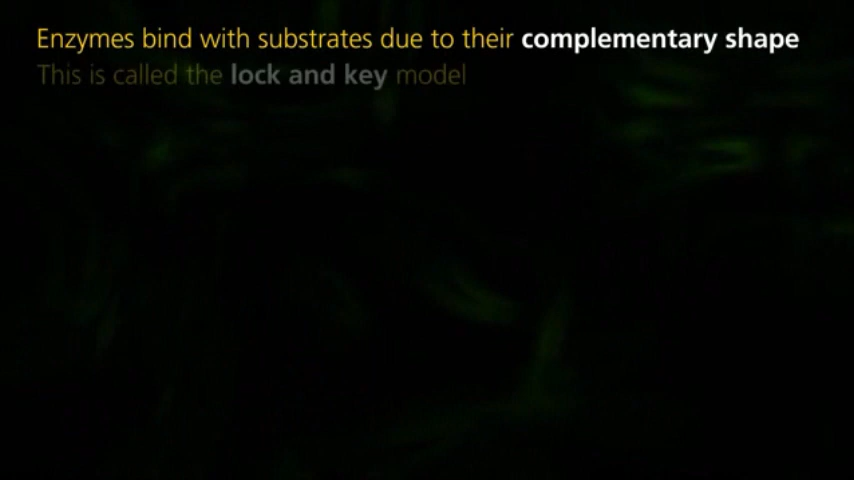 Enzymes bind with substrates due to their complementary shape
This is called the lock and key model